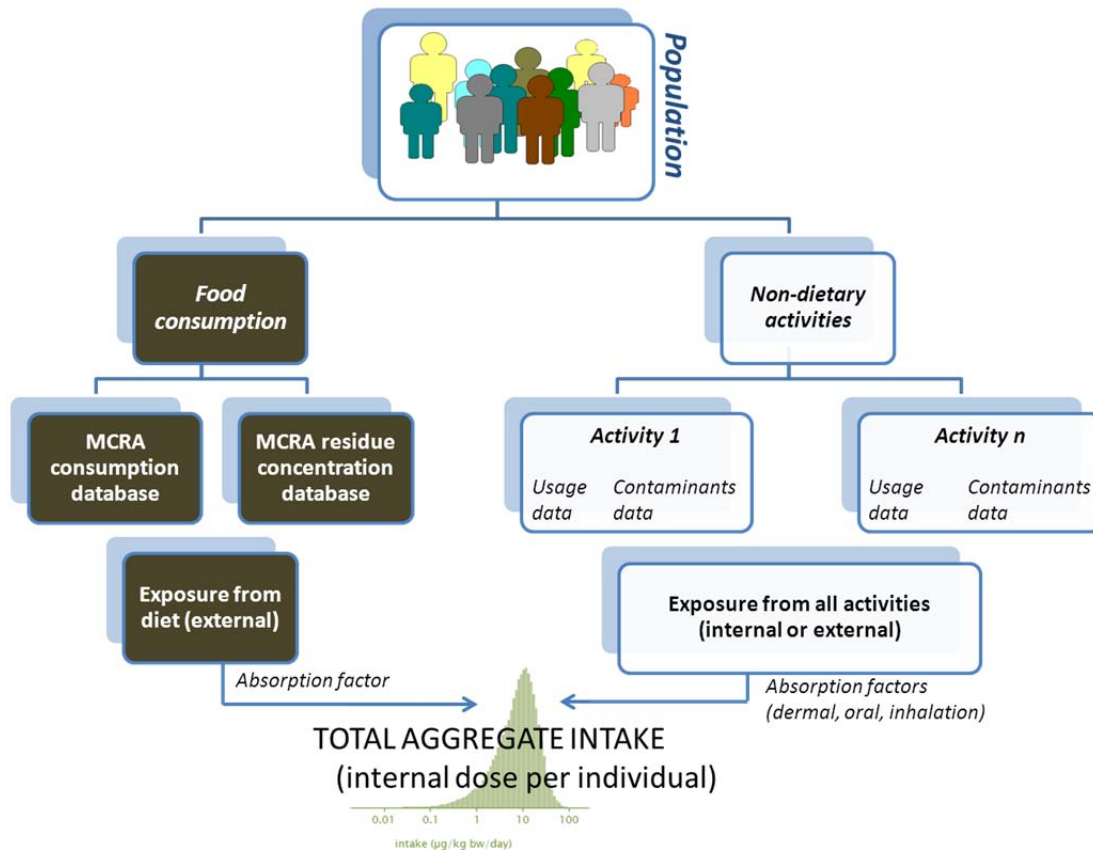 Population
Food
consumption
Non-dietary
activities
MCRA
consumption
database
MCRA residue
concentration
database
Activity 1
Usage
data
Contaminants
data
Activity n
Usage
data
Contaminants
data
Exposure from
diet (external)
Exposure from all activities
(internal or external)
Absorption factor
Absorption factors
(dermal, oral, inhalation)
TOTAL AGGREGATE INTAKE
(internal dose per individual)
0.01 0.1 1 10 100
intake (µg/kg bw/day)